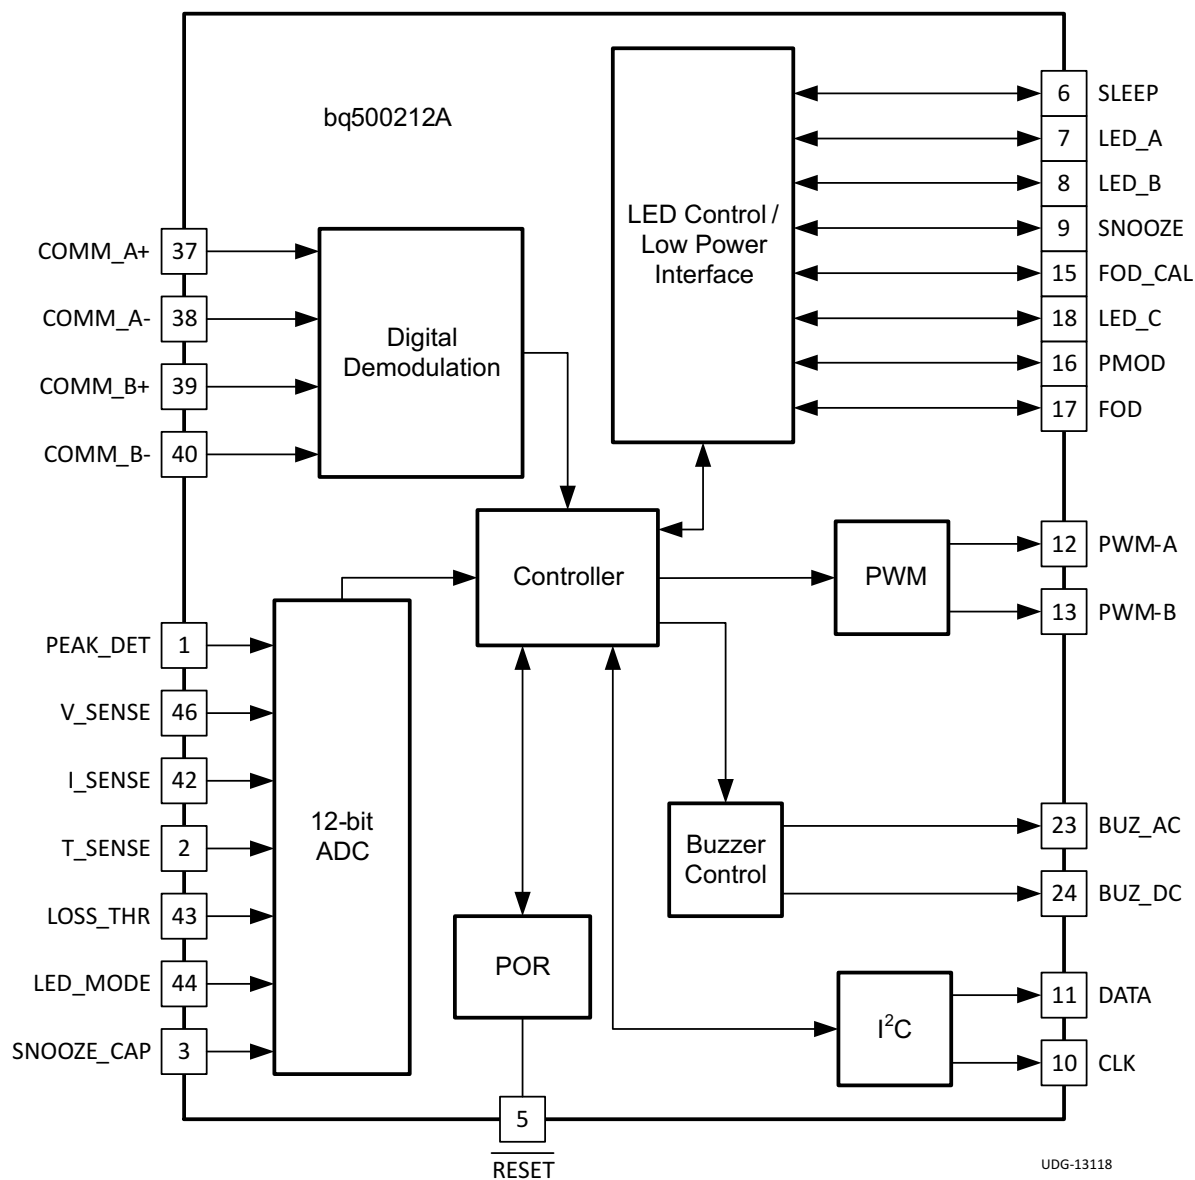 bq500212A
COMM_A+ 37
COMM_A- 38
COMM_B+ 39
COMM_B- 40
Digital
Demodulation
LED Control /
Low Power
Interface
6 SLEEP
7 LED_A
8 LED_B
9 SNOOZE
15 FOD_CAL
18 LED_C
16 PMOD
17 FOD
Controller
PWM
12 PWM-A
13 PWM-B
PEAK_DET 1
V_SENSE 46
I_SENSE 42
T_SENSE 2
LOSS_THR 43
LED_MODE 44
SNOOZE_CAP 3
12-bit
ADC
Buzzer
Control
23 BUZ_AC
24 BUZ_DC
POR
I²C
11 DATA
10 CLK
5
RESET
UDG-13118